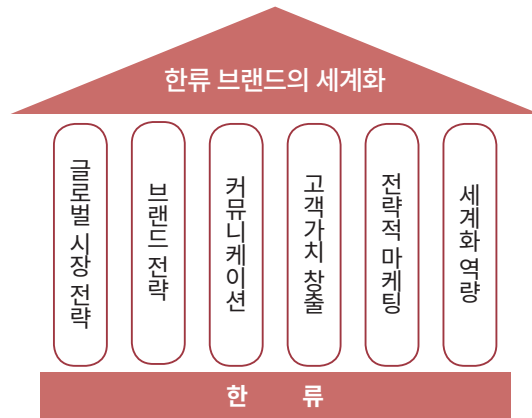 한류 브랜드의 세계화
글로벌 시장 전략
브랜드 전략
커뮤니케이션
고객가치 창출
전략적 마케팅
세계화 역량
한 류